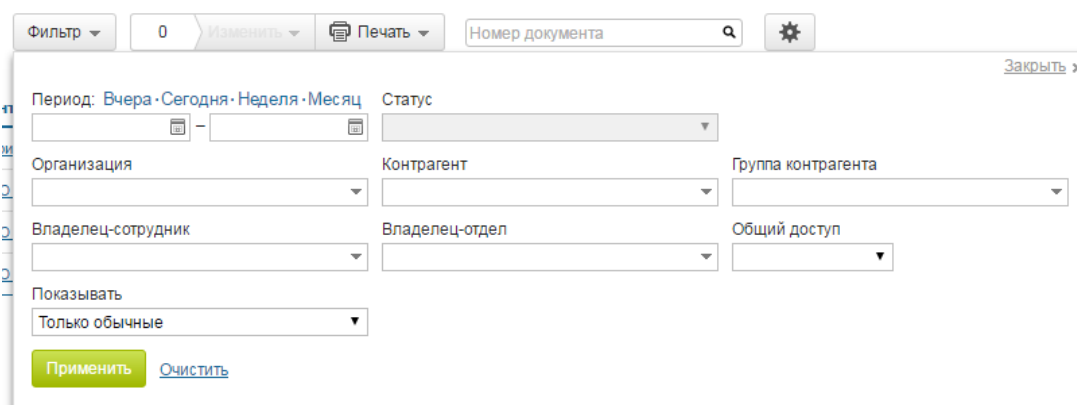 Фильтр 0 Изменить Печать Номер документа
Закрыть
Период: Вчера · Сегодня · Неделя · Месяц Статус
–
Организация Контрагент Группа контрагента
Владелец-сотрудник Владелец-отдел Общий доступ
Показывать
Только обычные
Применить Очистить